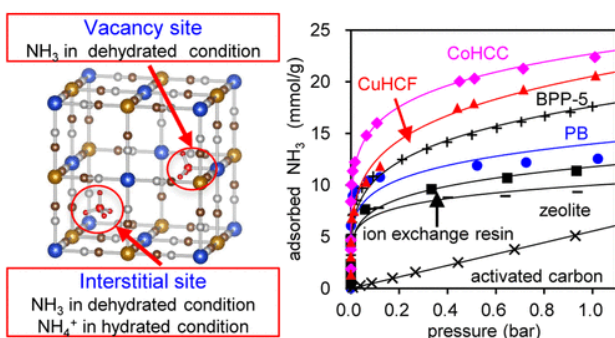 Vacancy site
NH₃ in dehydrated condition
Interstitial site
NH₃ in dehydrated condition
NH₄⁺ in hydrated condition
adsorbed NH₃ (mmol/g)
25
20
15
10
5
0
CoHCC
CuHCF
BPP-5
PB
zeolite
ion exchange resin
activated carbon
0.0 0.2 0.4 0.6 0.8 1.0
pressure (bar)